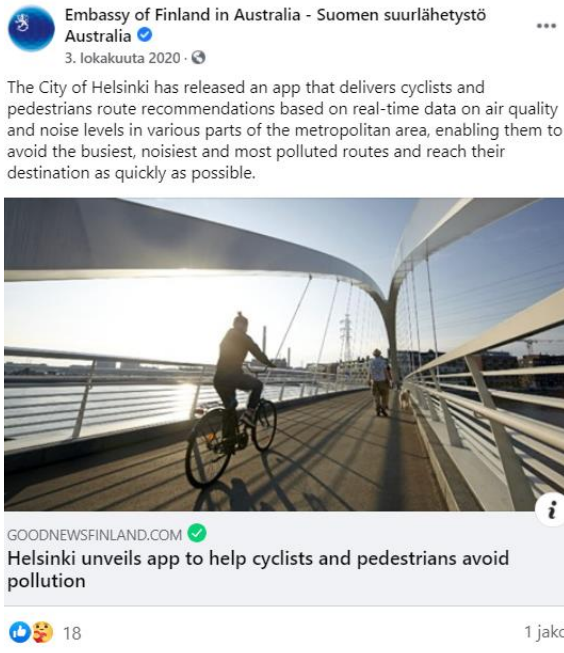 Embassy of Finland in Australia - Suomen suurlähetystö
Australia
3. lokakuuta 2020 ·
The City of Helsinki has released an app that delivers cyclists and
pedestrians route recommendations based on real-time data on air quality
and noise levels in various parts of the metropolitan area, enabling them to
avoid the busiest, noisiest and most polluted routes and reach their
destination as quickly as possible.
i
GOODNEWSFINLAND.COM
Helsinki unveils app to help cyclists and pedestrians avoid
pollution
18
1 jako